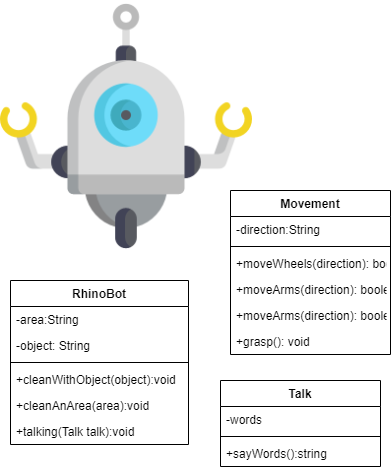 Movement
-direction:String
+moveWheels(direction): boo
+moveArms(direction): boole
+moveArms(direction): boole
+grasp(): void
RhinoBot
-area:String
-object: String
+cleanWithObject(object):void
+cleanAnArea(area):void
+talking(Talk talk):void
Talk
-words
+sayWords():string